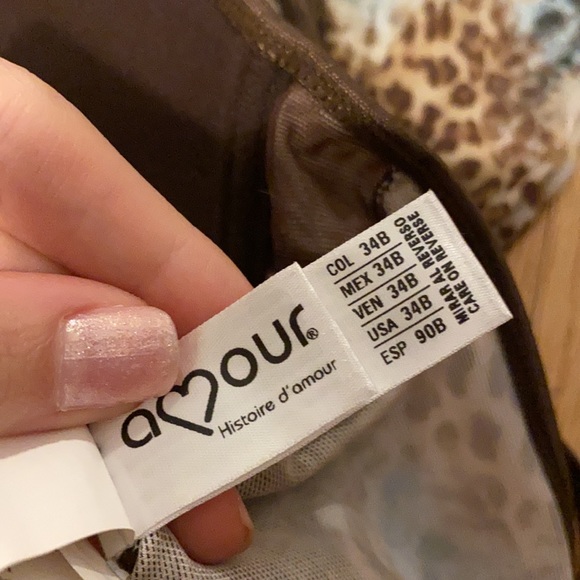 amour®
Histoire d'amour
COL 34B
MEX 34B
VEN 34B
USA 34B
ESP 90B
MIRAR AL REVERSO
CARE ON REVERSE